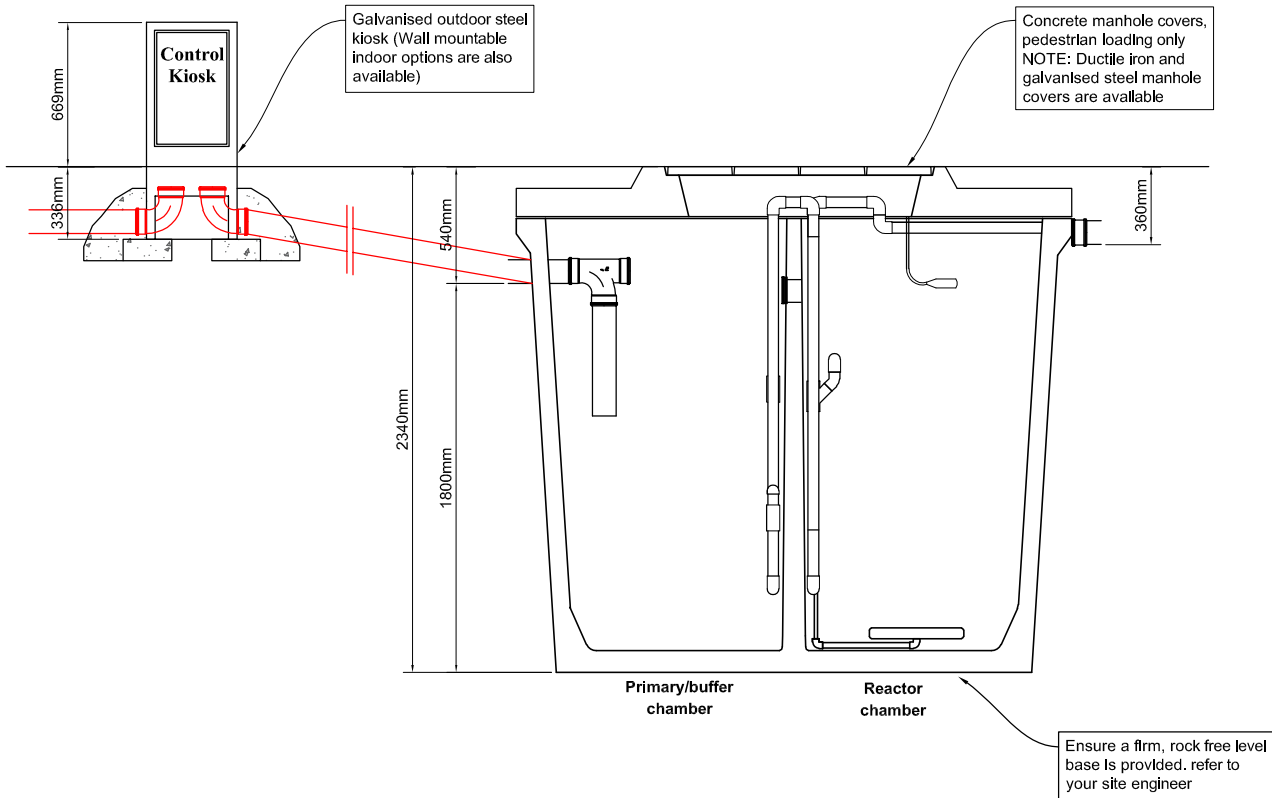 Galvanised outdoor steel
kiosk (Wall mountable
indoor options are also
available)
Concrete manhole covers,
pedestrian loading only
NOTE: Ductile iron and
galvanised steel manhole
covers are available
Control
Kiosk
669mm
336mm
540mm
360mm
2340mm
1800mm
Primary/buffer
chamber
Reactor
chamber
Ensure a firm, rock free level
base is provided. refer to
your site engineer